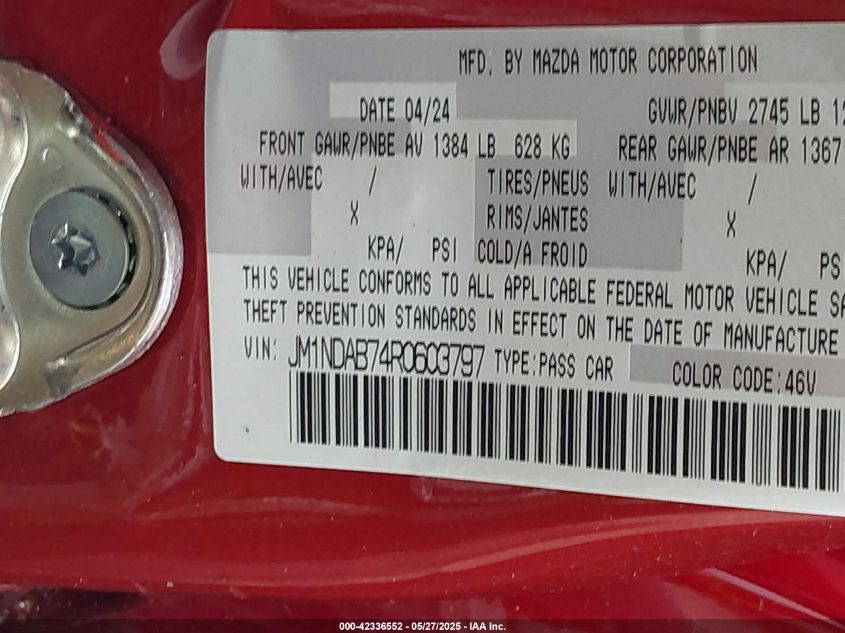 MFD. BY MAZDA MOTOR CORPORATION
DATE 04/24 GVWR/PNBV 2745 LB 12
FRONT GAWR/PNBE AV 1384 LB 628 KG REAR GAWR/PNBE AR 1367
WITH/AVEC / TIRES/PNEUS WITH/AVEC /
X RIMS/JANTES X
KPA/ PSI COLD/A FROID KPA/ PS
THIS VEHICLE CONFORMS TO ALL APPLICABLE FEDERAL MOTOR VEHICLE SA
THEFT PREVENTION STANDARDS IN EFFECT ON THE DATE OF MANUFACTURE
VIN: JM1NDAB74R0603797 TYPE:PASS CAR COLOR CODE:46V
000-42336552 — 05/27/2025 - IAA Inc.